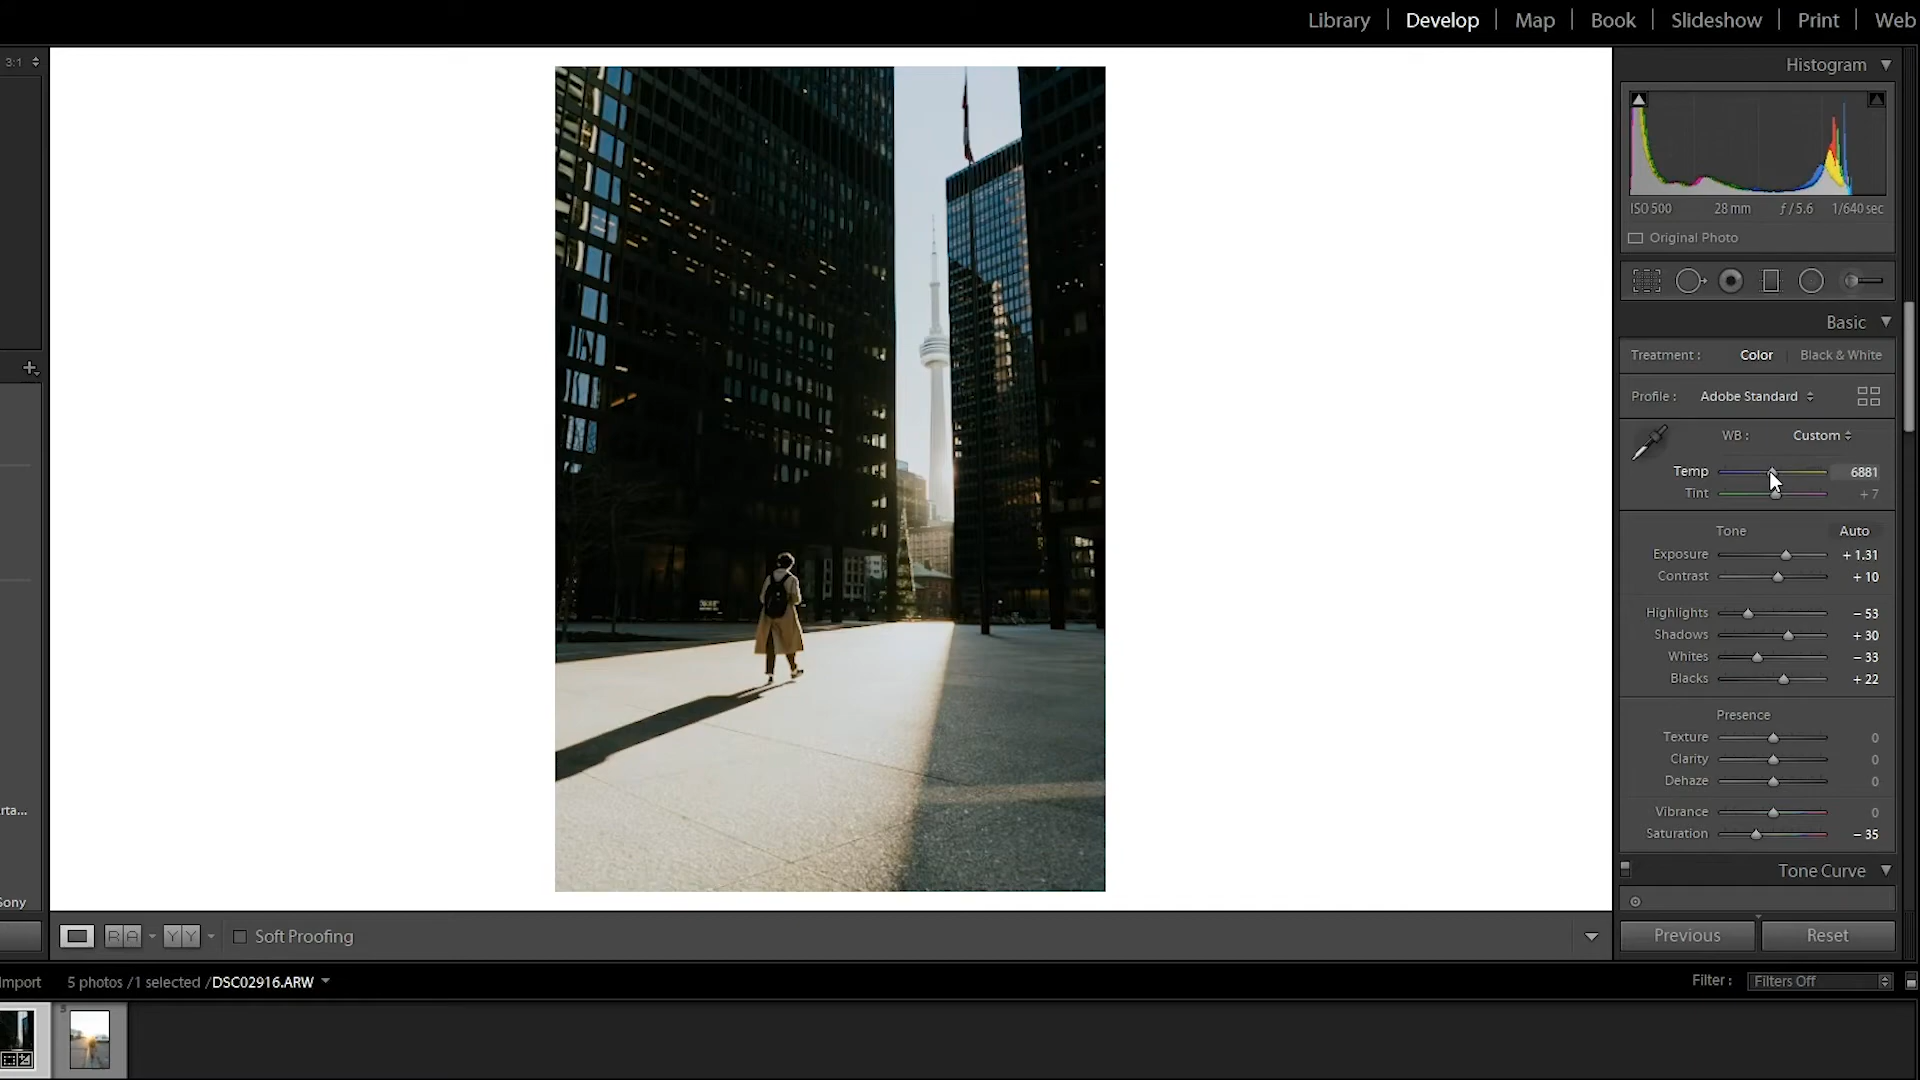 Library | Develop | Map | Book | Slideshow | Print | Web
3:1
Histogram
ISO 500 28 mm ƒ / 5.6 1/640 sec
Original Photo
Basic
Treatment : Color Black & White
Profile : Adobe Standard
WB : Custom
Temp 6881
Tint + 7
Tone Auto
Exposure + 1.31
Contrast + 10
Highlights − 53
Shadows + 30
Whites − 33
Blacks + 22
Presence
Texture 0
Clarity 0
Dehaze 0
Vibrance 0
Saturation − 35
rta...
Tone Curve
Sony
R A Y Y Soft Proofing
Previous Reset
Import 5 photos / 1 selected / DSC02916.ARW Filter : Filters Off
5